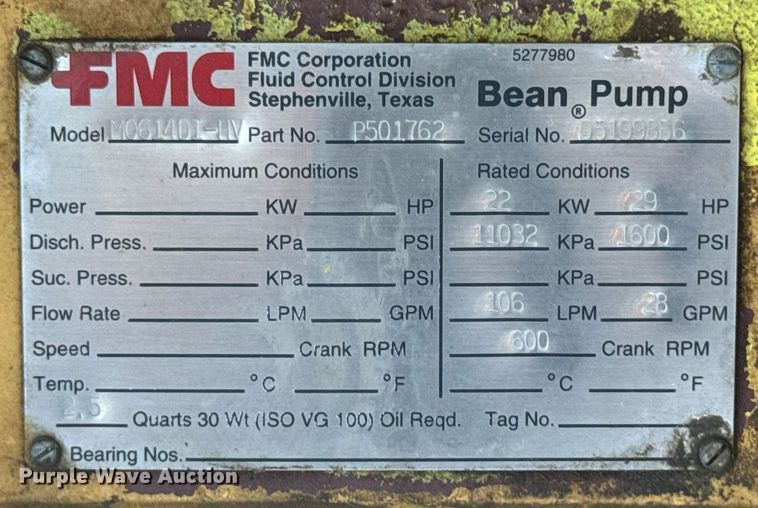 FMC
FMC Corporation
Fluid Control Division
Stephenville, Texas
5277980
Bean® Pump
Model Part No. P501762 Serial No.
Maximum Conditions Rated Conditions
Power KW HP 22 KW 29 HP
Disch. Press. KPa PSI 11032 KPa 1600 PSI
Suc. Press. KPa PSI KPa PSI
Flow Rate LPM GPM 106 LPM 28 GPM
Speed Crank RPM 600 Crank RPM
Temp. °C °F °C °F
2.5 Quarts 30 Wt (ISO VG 100) Oil Reqd. Tag No.
Bearing Nos.
Purple Wave Auction